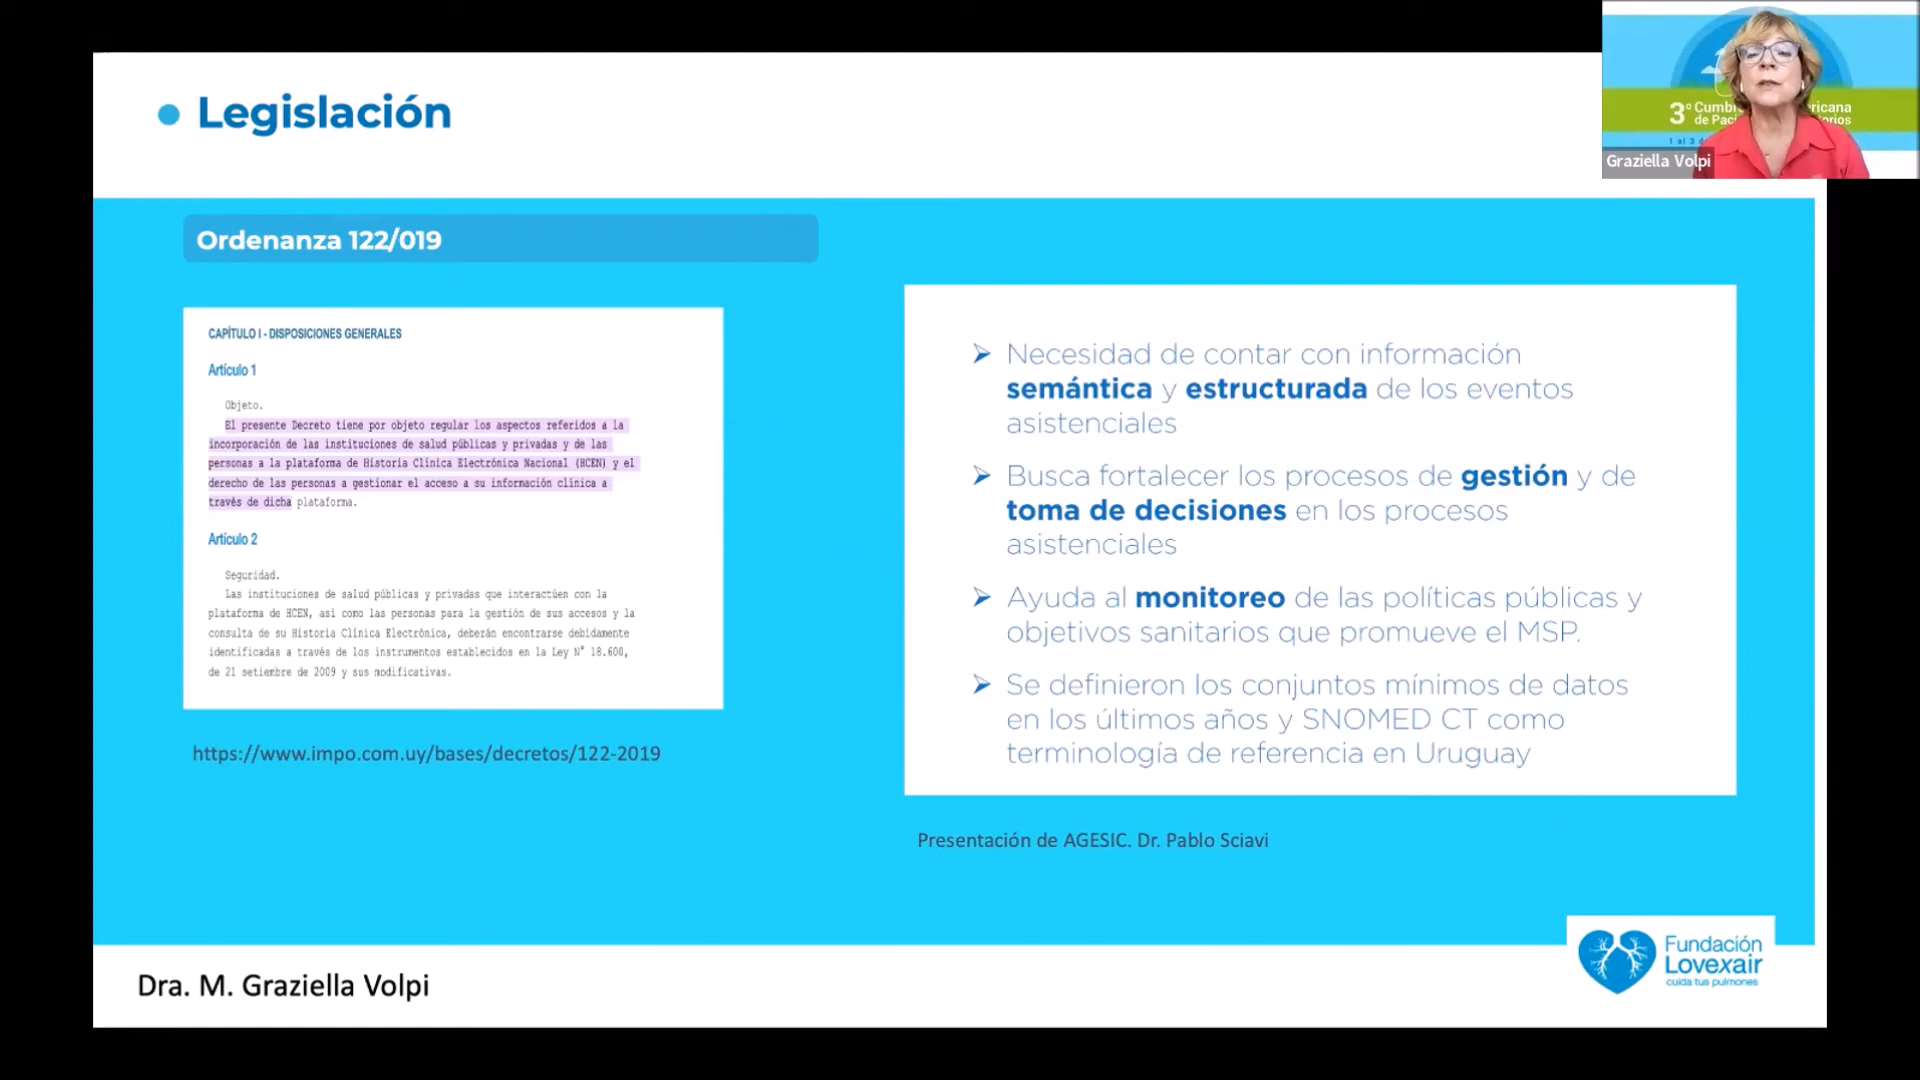 Legislación
Ordenanza 122/019
CAPÍTULO I - DISPOSICIONES GENERALES
Artículo 1
Objeto.
El presente Decreto tiene por objeto regular los aspectos referidos a la
incorporación de las instituciones de salud públicas y privadas y de las
personas a la plataforma de Historia Clínica Electrónica Nacional (HCEN) y el
derecho de las personas a gestionar el acceso a su información clínica a
través de dicha plataforma.
Artículo 2
Seguridad.
Las instituciones de salud públicas y privadas que interactúen con la
plataforma de HCEN, así como las personas para la gestión de sus accesos y la
consulta de su Historia Clínica Electrónica, deberán encontrarse debidamente
identificadas a través de los instrumentos establecidos en la Ley N° 18.600,
de 21 setiembre de 2009 y sus modificativas.
https://www.impo.com.uy/bases/decretos/122-2019
Necesidad de contar con información
semántica y estructurada de los eventos
asistenciales
Busca fortalecer los procesos de gestión y de
toma de decisiones en los procesos
asistenciales
Ayuda al monitoreo de las políticas públicas y
objetivos sanitarios que promueve el MSP.
Se definieron los conjuntos mínimos de datos
en los últimos años y SNOMED CT como
terminología de referencia en Uruguay
Presentación de AGESIC. Dr. Pablo Sciavi
Dra. M. Graziella Volpi
Fundación
Lovexair
cuida tus pulmones
3º
Graziella Volpi